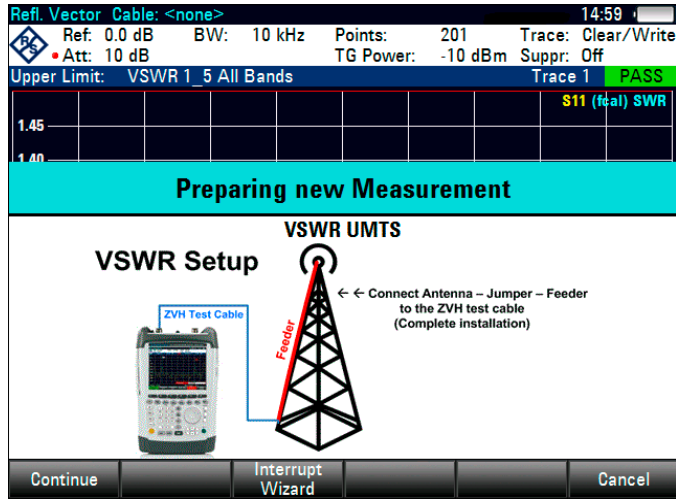 Refl. Vector Cable: <none> 14:59
Ref: 0.0 dB BW: 10 kHz Points: 201 Trace: Clear/Write
Att: 10 dB TG Power: -10 dBm Suppr: Off
Upper Limit: VSWR 1_5 All Bands Trace 1 PASS
S11 (fcal) SWR
1.45
1.40
Preparing new Measurement
VSWR UMTS
VSWR Setup
← ← Connect Antenna – Jumper – Feeder
to the ZVH test cable
(Complete installation)
ZVH Test Cable
Feeder
Continue Interrupt Wizard Cancel